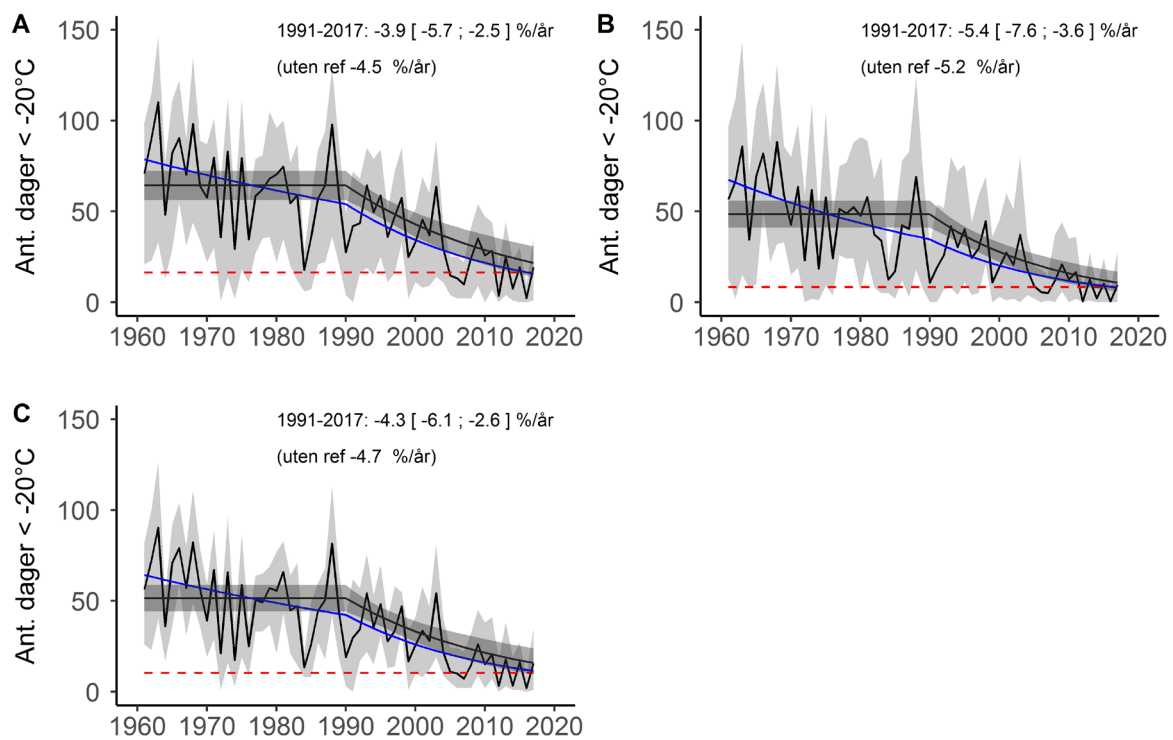 A
1991-2017: -3.9 [ -5.7 ; -2.5 ] %/år
(uten ref -4.5 %/år)
Ant. dager < -20°C
150
100
50
0
1960 1970 1980 1990 2000 2010 2020
B
1991-2017: -5.4 [ -7.6 ; -3.6 ] %/år
(uten ref -5.2 %/år)
Ant. dager < -20°C
150
100
50
0
1960 1970 1980 1990 2000 2010 2020
C
1991-2017: -4.3 [ -6.1 ; -2.6 ] %/år
(uten ref -4.7 %/år)
Ant. dager < -20°C
150
100
50
0
1960 1970 1980 1990 2000 2010 2020